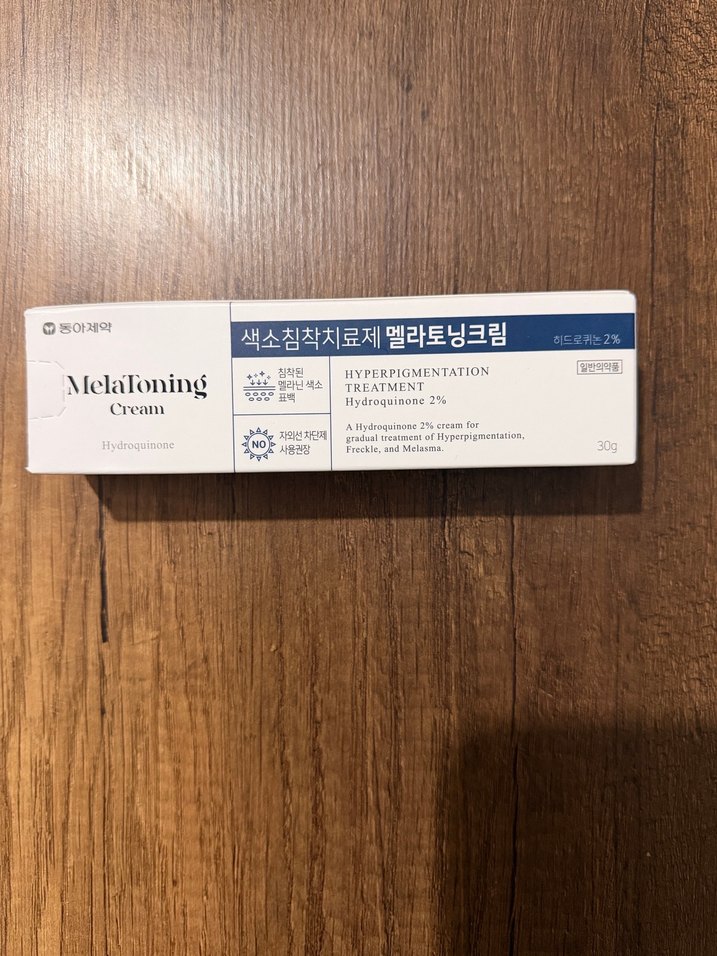 동아제약
MelaToning
Cream
Hydroquinone
색소침착치료제 멜라토닝크림
히드로퀴논 2%
일반의약품
침착된
멜라닌 색소
표백
NO
자외선 차단제
사용권장
HYPERPIGMENTATION
TREATMENT
Hydroquinone 2%
A Hydroquinone 2% cream for
gradual treatment of Hyperpigmentation,
Freckle, and Melasma.
30g